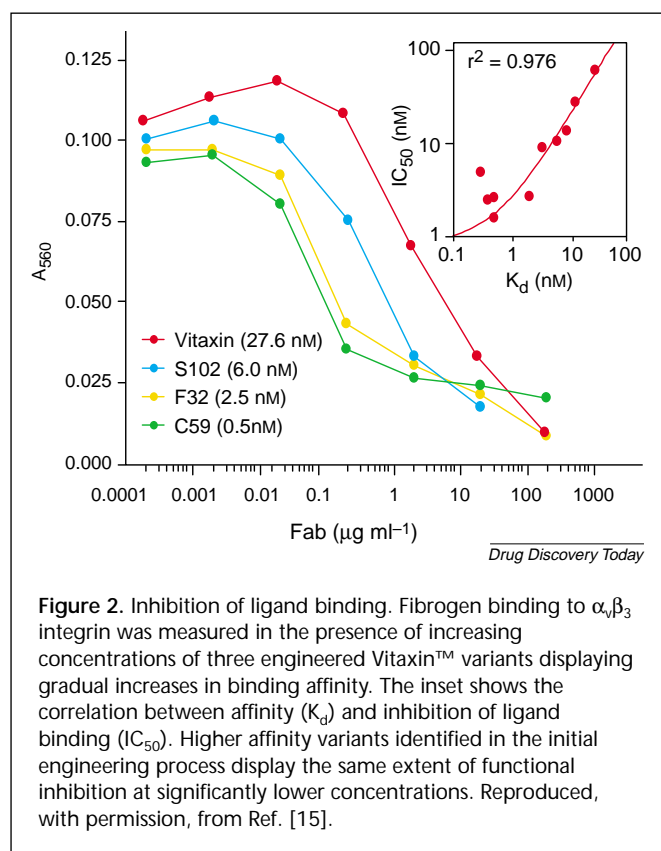 0.125
0.100
0.075
0.050
0.025
0.000
A₅₆₀
Vitaxin (27.6 nM)
S102 (6.0 nM)
F32 (2.5 nM)
C59 (0.5nM)
0.0001 0.001 0.01 0.1 1 10 100 1000
Fab (μg ml⁻¹)
r² = 0.976
100
10
1
IC₅₀ (nM)
0.1 1 10 100
K_d (nM)
Drug Discovery Today
Figure 2. Inhibition of ligand binding. Fibrogen binding to αᵥβ₃
integrin was measured in the presence of increasing
concentrations of three engineered Vitaxin™ variants displaying
gradual increases in binding affinity. The inset shows the
correlation between affinity (K_d) and inhibition of ligand
binding (IC₅₀). Higher affinity variants identified in the initial
engineering process display the same extent of functional
inhibition at significantly lower concentrations. Reproduced,
with permission, from Ref. [15].